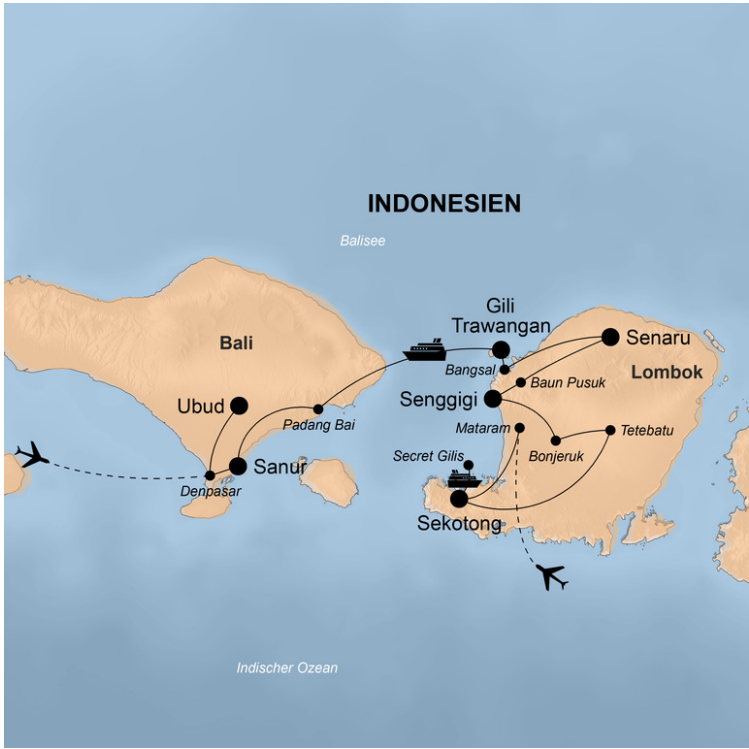 INDONESIEN
Balisee
Gili
Trawangan
Bali
Senaru
Bangsal
Lombok
Baun Pusuk
Ubud
Senggigi
Padang Bai
Mataram
Tetebatu
Secret Gilis
Bonjeruk
Sanur
Denpasar
Sekotong
Indischer Ozean